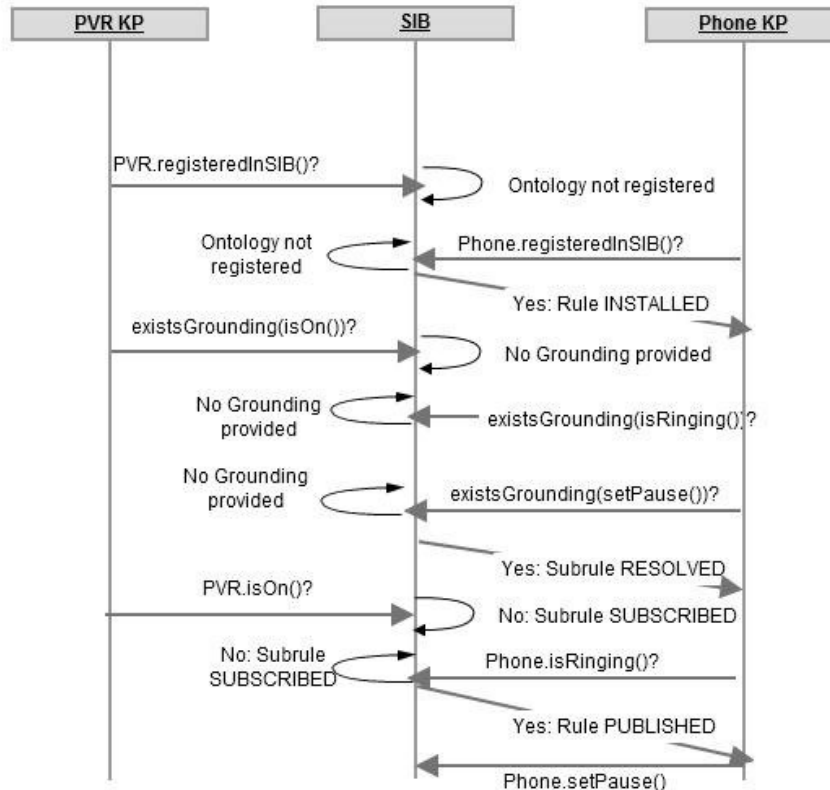 PVR KP
SIB
Phone KP
PVR.registeredInSIB()?
Ontology not registered
Ontology not
registered
Phone.registeredInSIB()?
Yes: Rule INSTALLED
existsGrounding(isOn())?
No Grounding provided
No Grounding
provided
existsGrounding(isRinging())?
No Grounding
provided
existsGrounding(setPause())?
Yes: Subrule RESOLVED
PVR.isOn()?
No: Subrule SUBSCRIBED
No: Subrule
SUBSCRIBED
Phone.isRinging()?
Yes: Rule PUBLISHED
Phone.setPause()